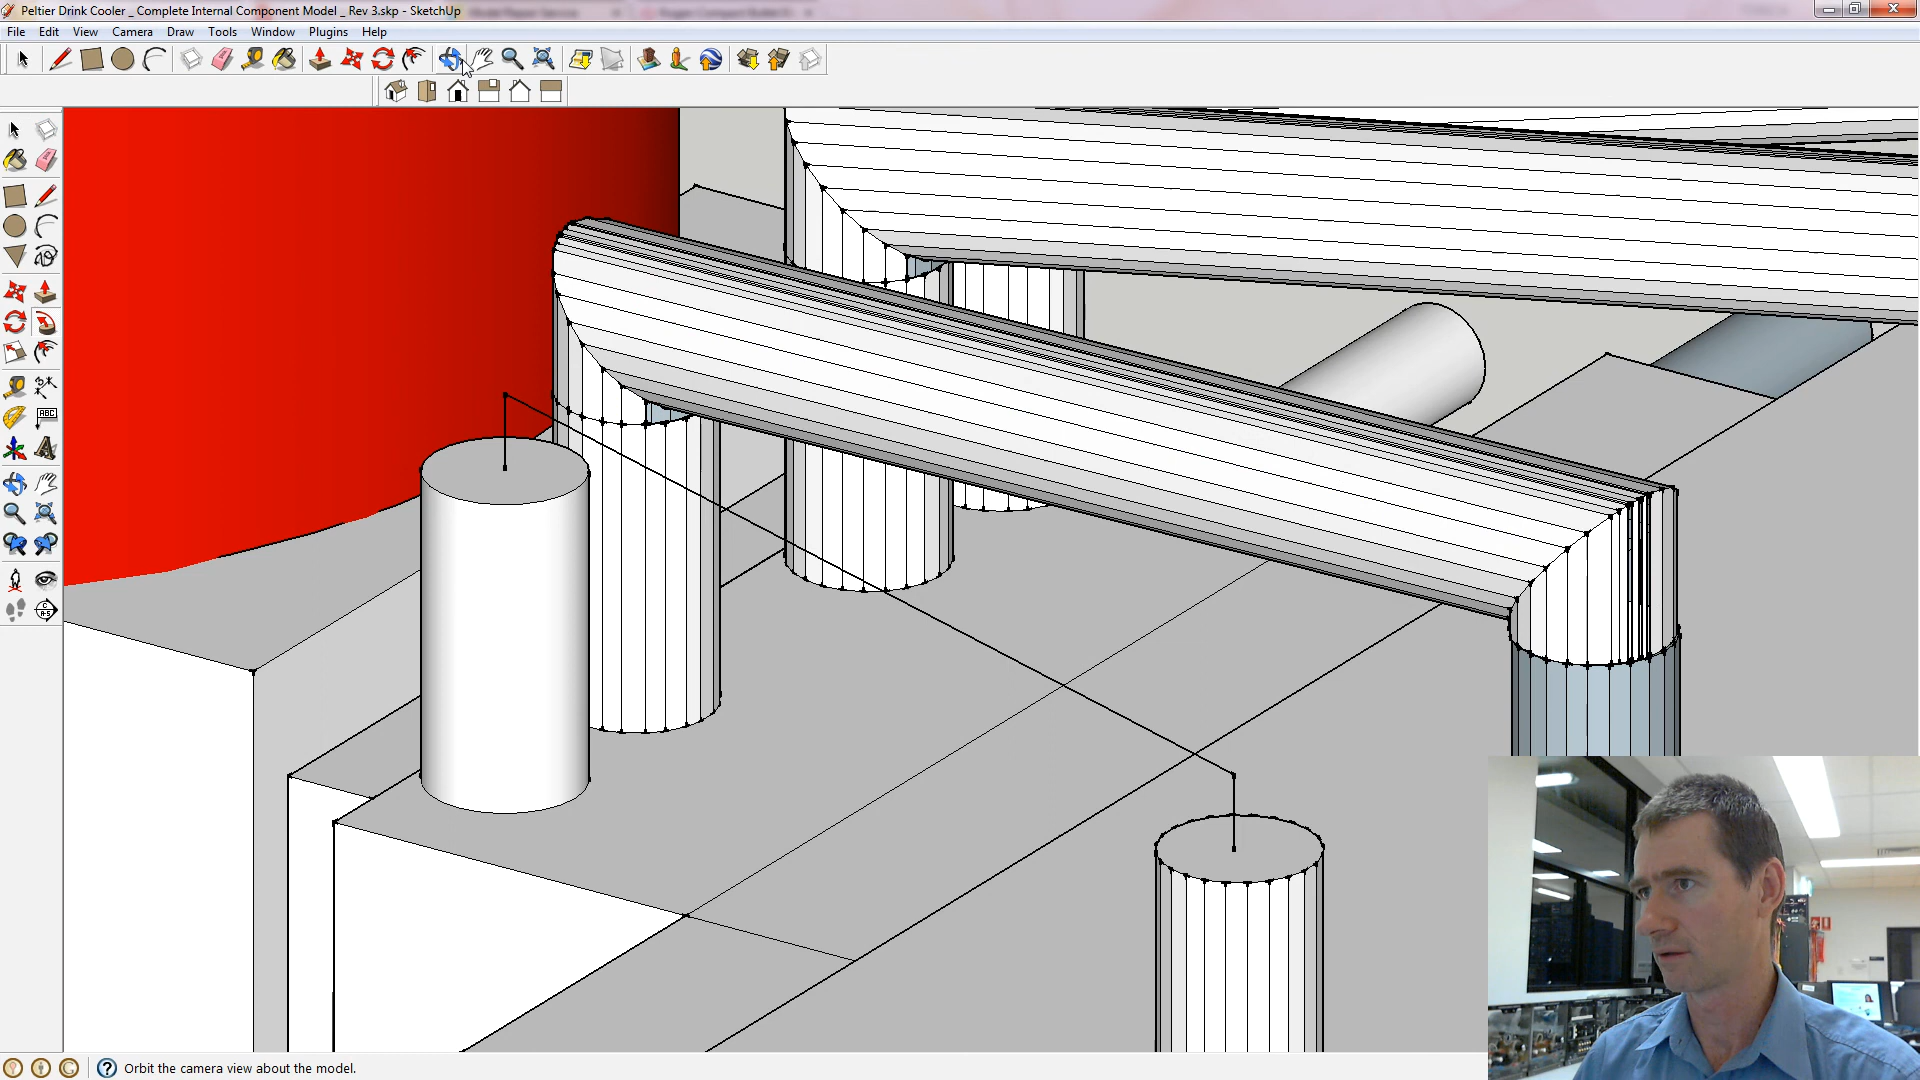 Peltier Drink Cooler _ Complete Internal Component Model _ Rev 3.skp - SketchUp
File Edit View Camera Draw Tools Window Plugins Help
ABC
A
Orbit the camera view about the model.